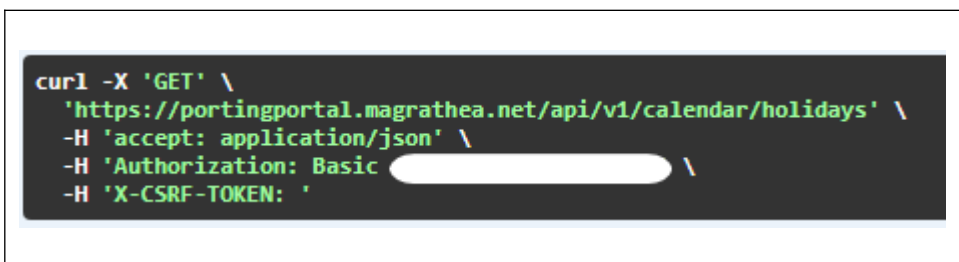 curl -X 'GET' \
'https://portingportal.magrathea.net/api/v1/calendar/holidays' \
-H 'accept: application/json' \
-H 'Authorization: Basic \
-H 'X-CSRF-TOKEN: '